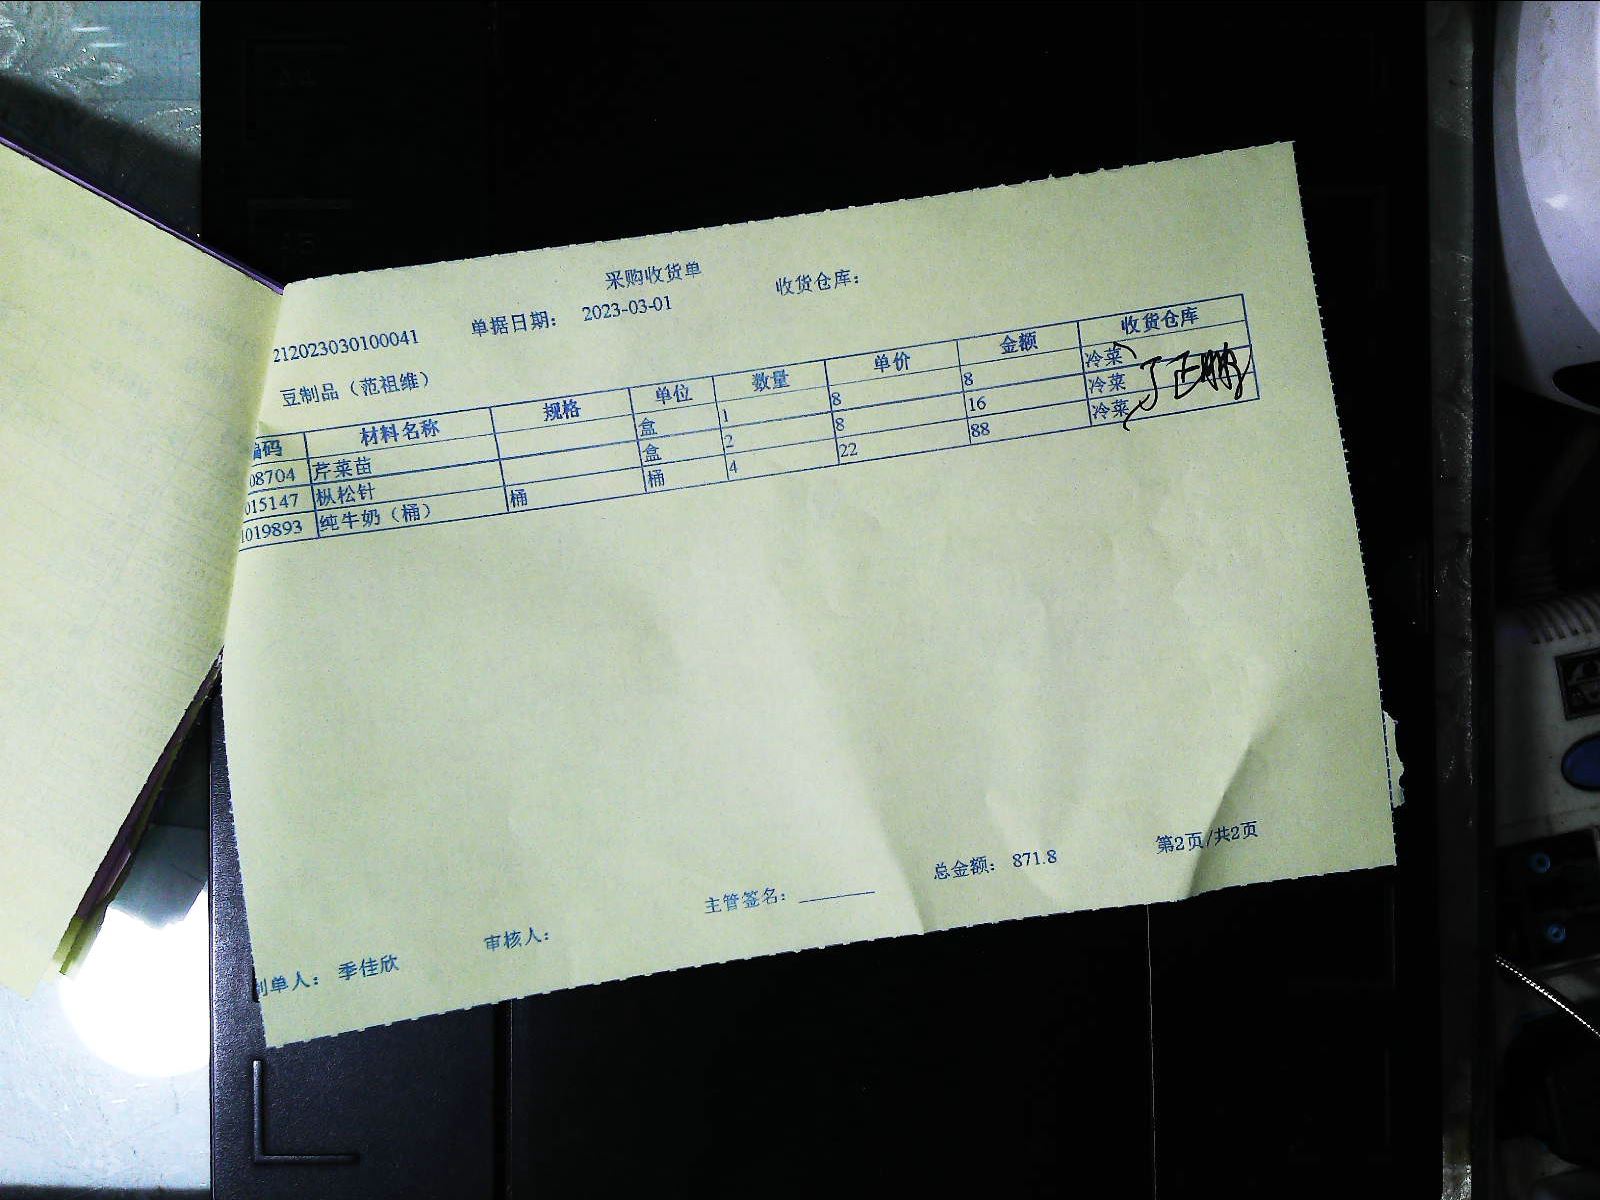 采购收货单
212023030100041 单据日期： 2023-03-01 收货仓库：
豆制品（范祖维）
编码 材料名称 规格 单位 数量 单价 金额 收货仓库
08704 芹菜苗 盒 1 8 8 冷菜
015147 枞松针 盒 2 8 16 冷菜
1019893 纯牛奶（桶） 桶 桶 4 22 88 冷菜
主管签名： 总金额： 871.8 第2页/共2页
制单人： 季佳欣 审核人：